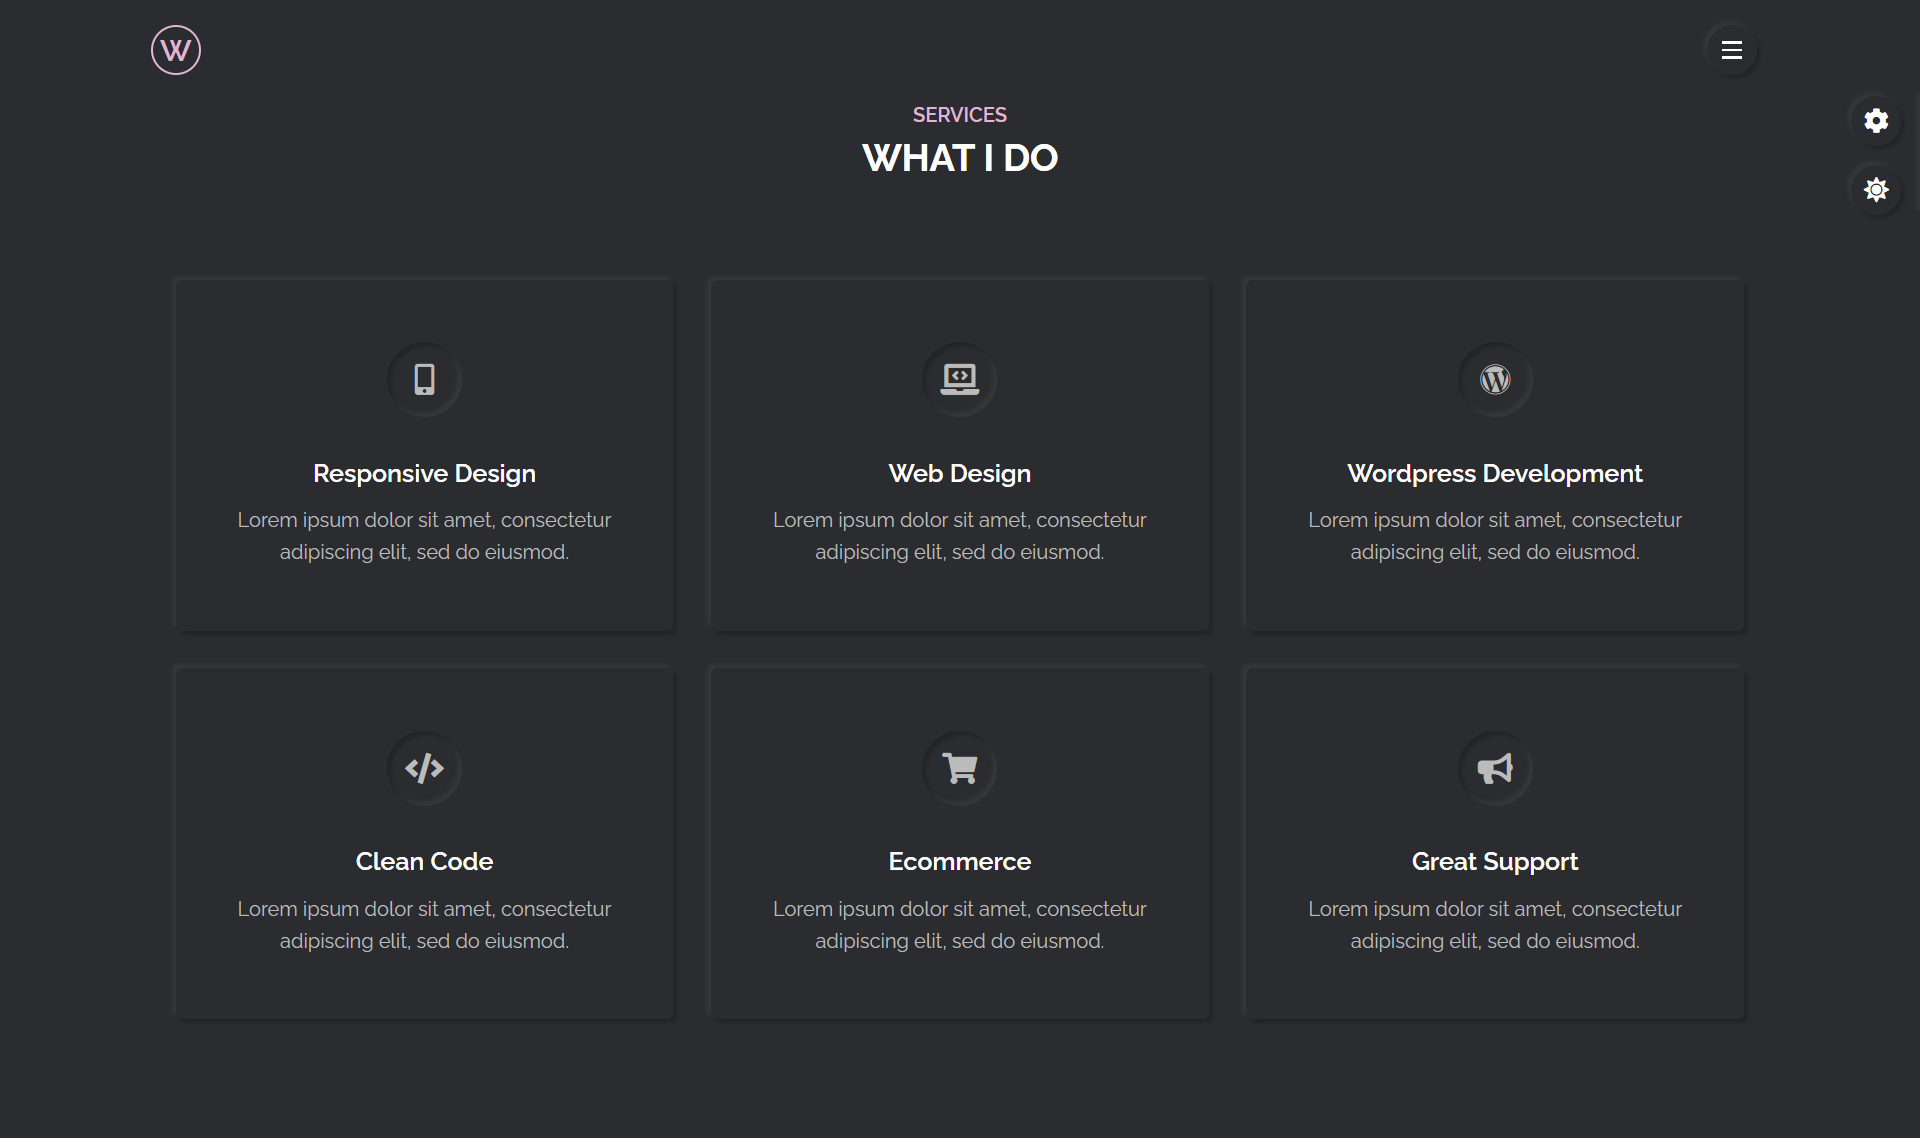 W
SERVICES
WHAT I DO
Responsive Design
Lorem ipsum dolor sit amet, consectetur
adipiscing elit, sed do eiusmod.
Web Design
Lorem ipsum dolor sit amet, consectetur
adipiscing elit, sed do eiusmod.
Wordpress Development
Lorem ipsum dolor sit amet, consectetur
adipiscing elit, sed do eiusmod.
Clean Code
Lorem ipsum dolor sit amet, consectetur
adipiscing elit, sed do eiusmod.
Ecommerce
Lorem ipsum dolor sit amet, consectetur
adipiscing elit, sed do eiusmod.
Great Support
Lorem ipsum dolor sit amet, consectetur
adipiscing elit, sed do eiusmod.